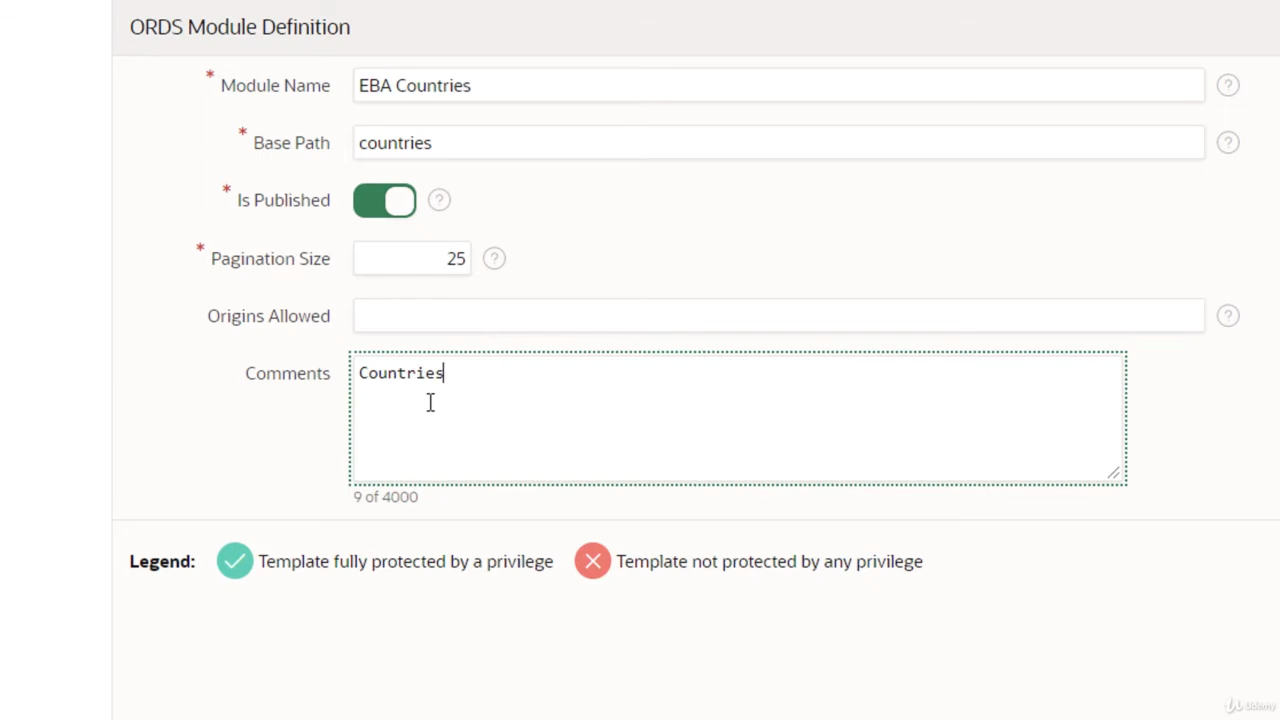 ORDS Module Definition
* Module Name EBA Countries ?
* Base Path countries ?
* Is Published ?
* Pagination Size 25 ?
Origins Allowed ?
Comments Countries
9 of 4000
Legend: Template fully protected by a privilege Template not protected by any privilege
Udemy